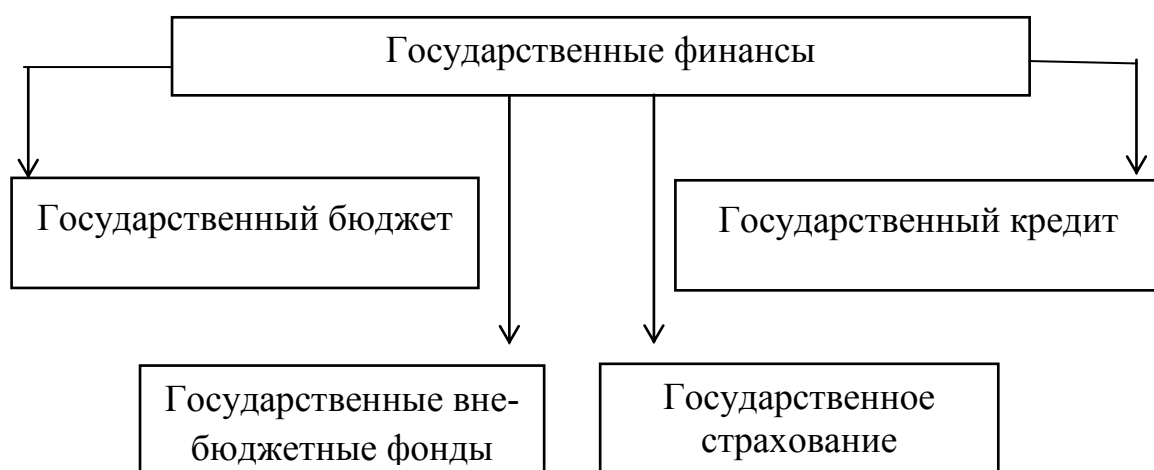 Государственные финансы
Государственный бюджет
Государственный кредит
Государственные вне-
бюджетные фонды
Государственное
страхование